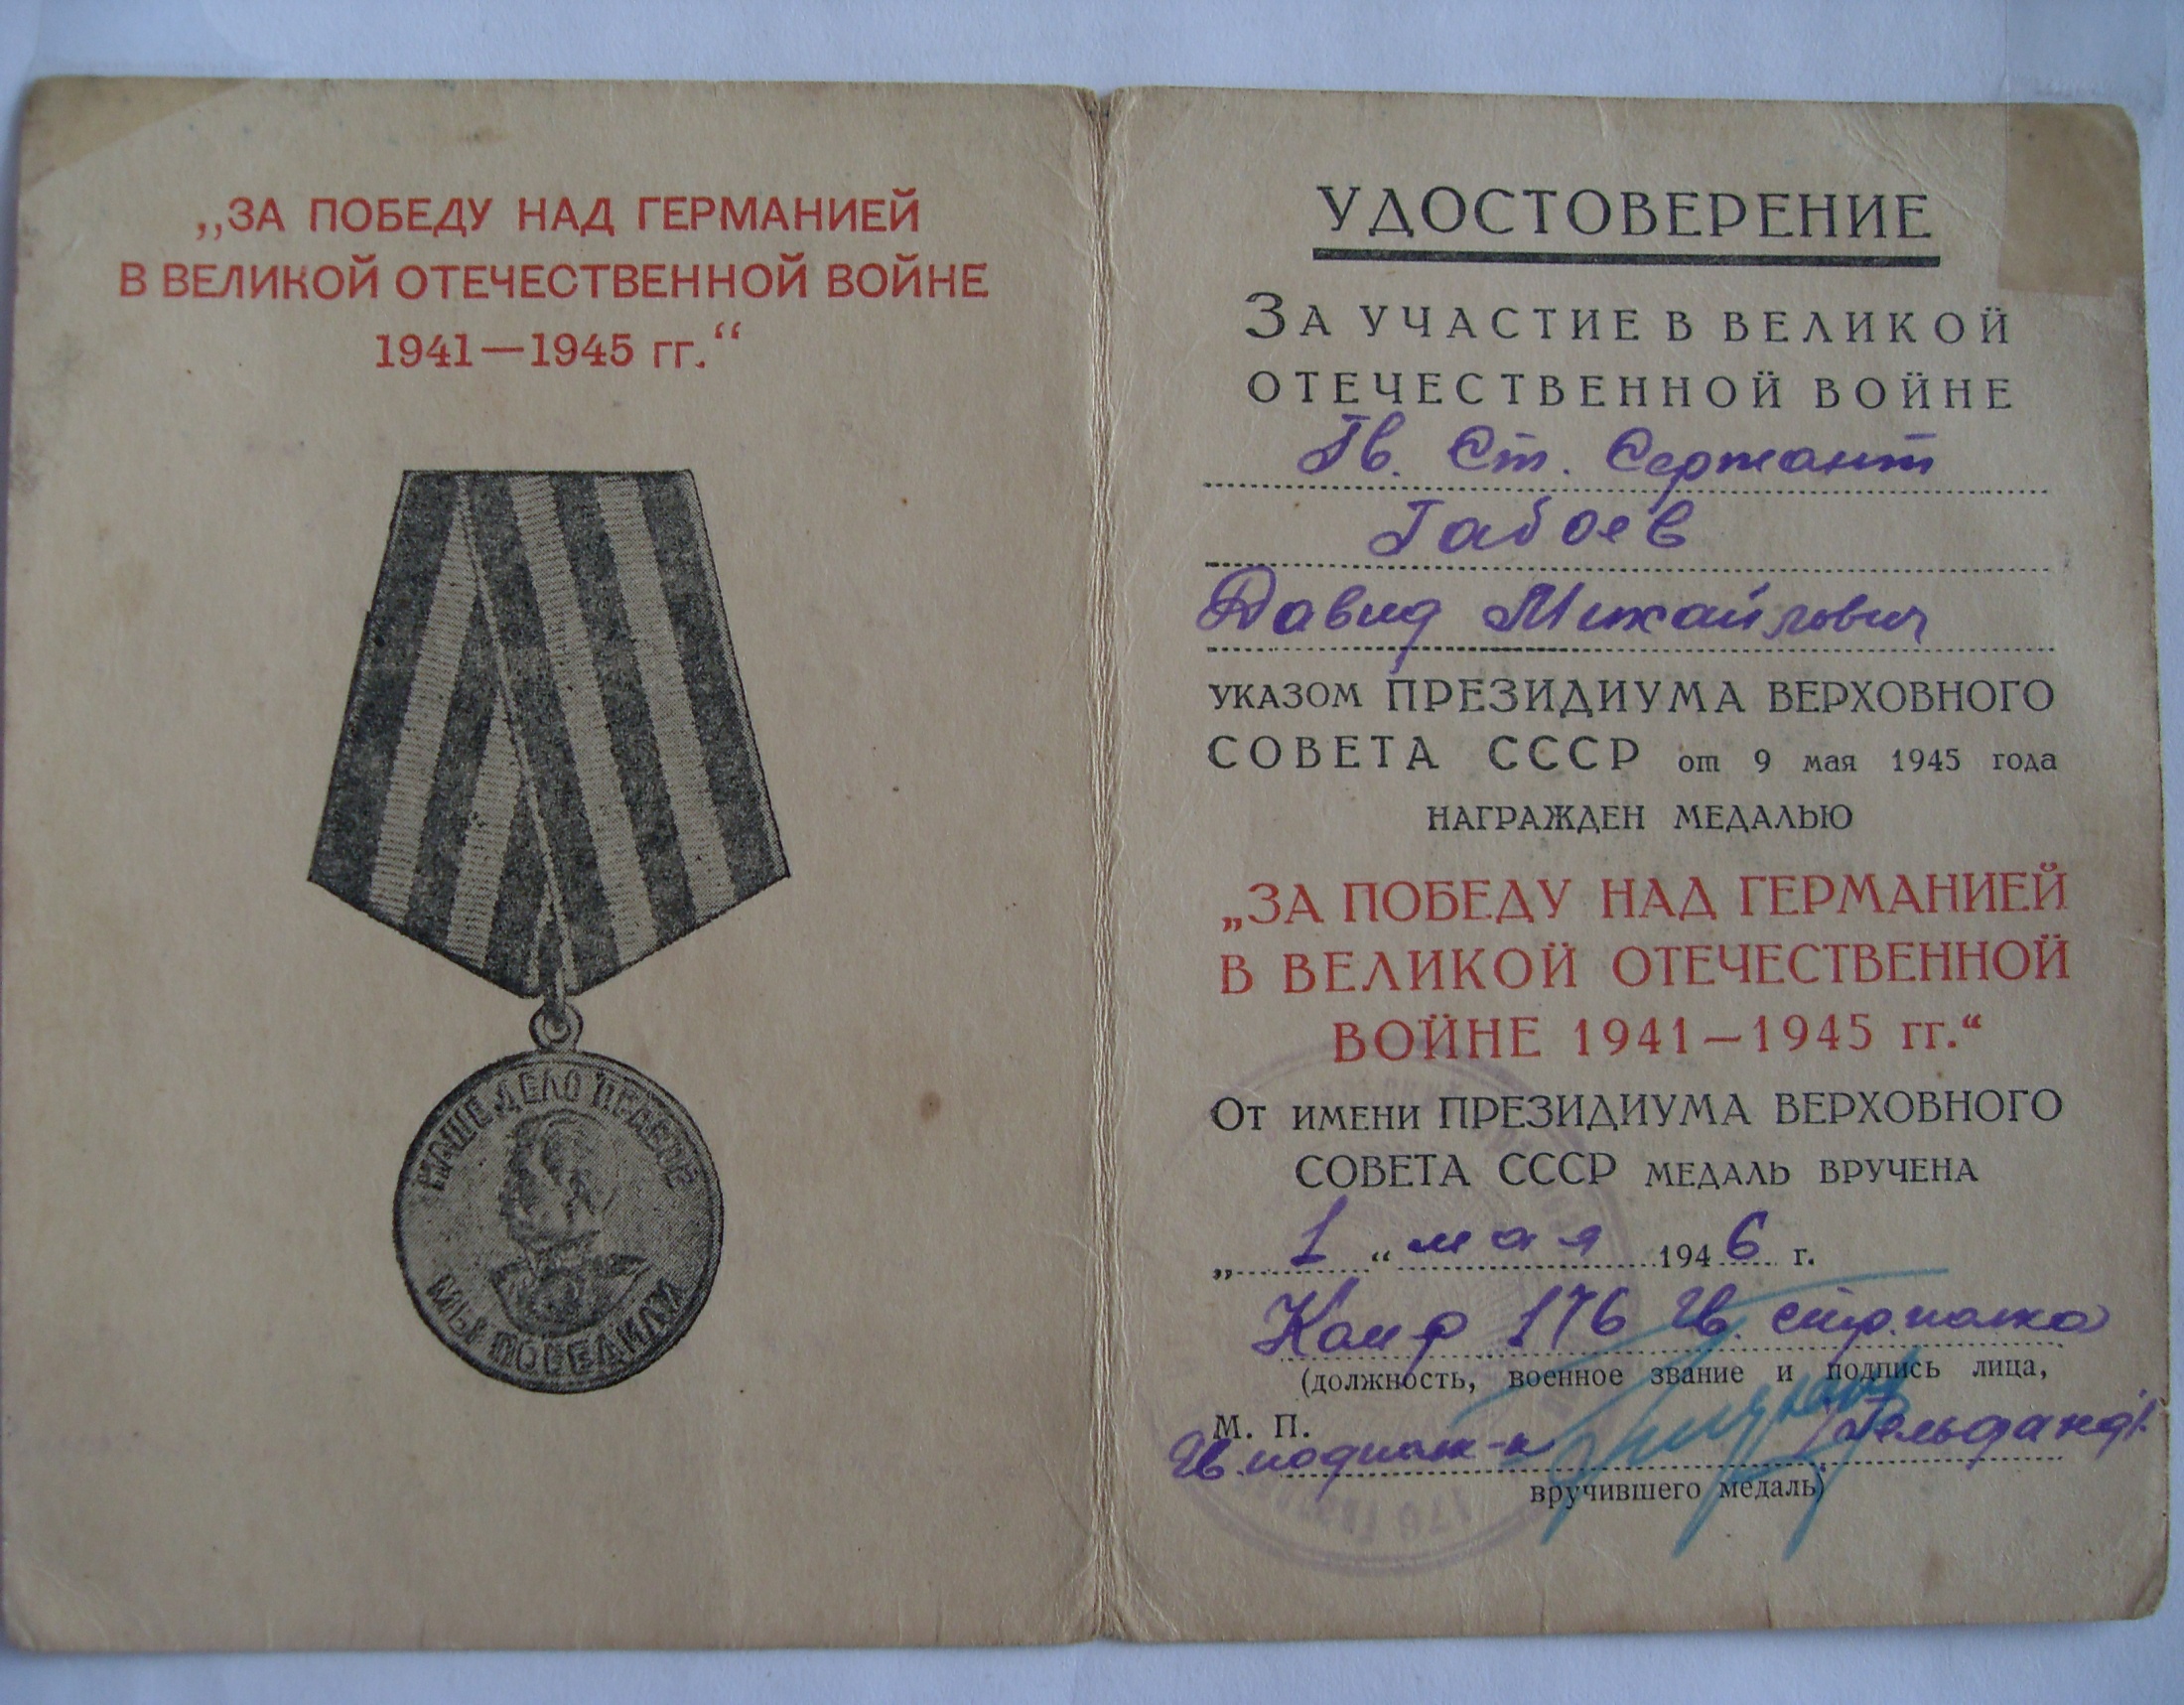 „ЗА ПОБЕДУ НАД ГЕРМАНИЕЙ
В ВЕЛИКОЙ ОТЕЧЕСТВЕННОЙ ВОЙНЕ
1941—1945 гг.“
НАШЕ ДЕЛО ПРАВОЕ
МЫ ПОБЕДИЛИ
УДОСТОВЕРЕНИЕ
ЗА УЧАСТИЕ В ВЕЛИКОЙ
ОТЕЧЕСТВЕННОЙ ВОЙНЕ
Гв. Ст. Сержант
Габоев
Давид Михайлович
УКАЗОМ ПРЕЗИДИУМА ВЕРХОВНОГО
СОВЕТА СССР от 9 мая 1945 года
НАГРАЖДЕН МЕДАЛЬЮ
„ЗА ПОБЕДУ НАД ГЕРМАНИЕЙ
В ВЕЛИКОЙ ОТЕЧЕСТВЕННОЙ
ВОЙНЕ 1941—1945 гг.“
ОТ ИМЕНИ ПРЕЗИДИУМА ВЕРХОВНОГО
СОВЕТА СССР МЕДАЛЬ ВРУЧЕНА
„1“ мая 1946 г.
Каир 176 Гв. стр. полка
(должность, военное звание и подпись лица,
М. П.
Гв. подполк-к /Гельфанд/.
вручившего медаль)